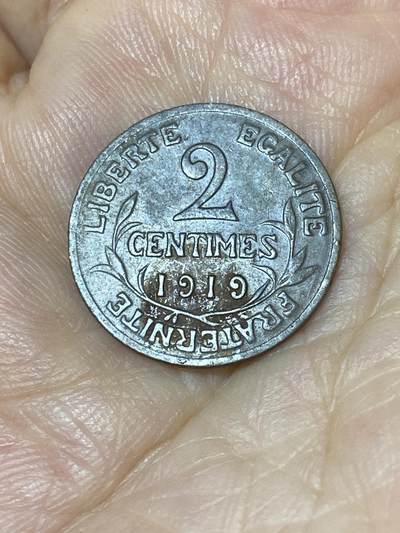 LIBERTE EGALITE
2
CENTIMES
1919
FRATERNITE